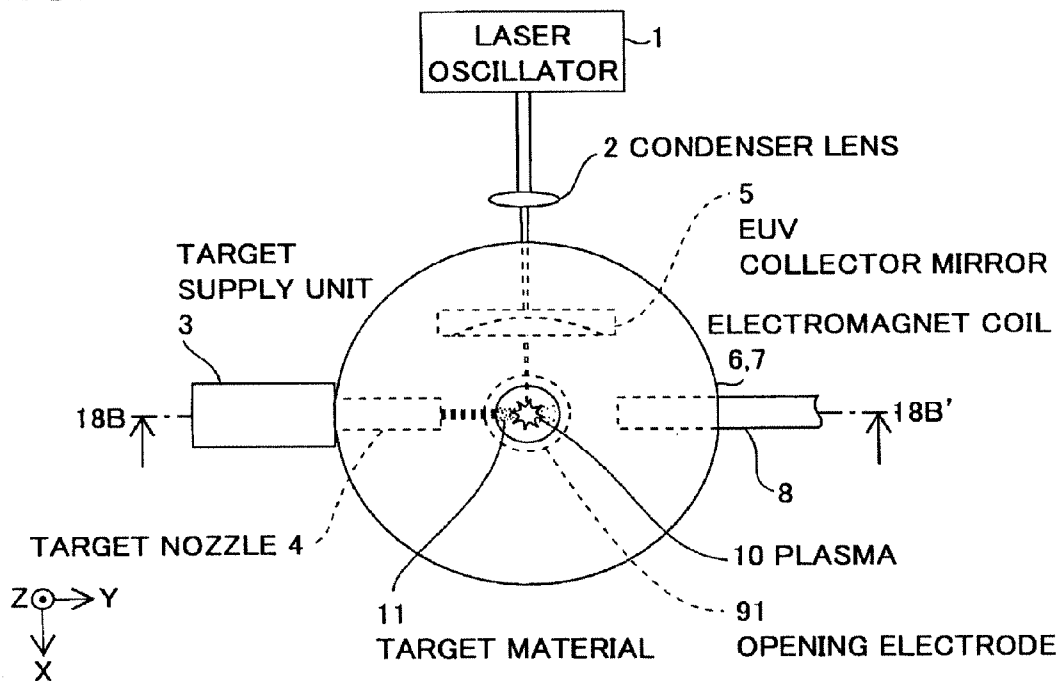 LASER
OSCILLATOR
1
2 CONDENSER LENS
5
EUV
COLLECTOR MIRROR
TARGET
SUPPLY UNIT
3
ELECTROMAGNET COIL
6,7
18B
18B'
8
TARGET NOZZLE 4
10 PLASMA
11
TARGET MATERIAL
91
OPENING ELECTRODE
Z
Y
X